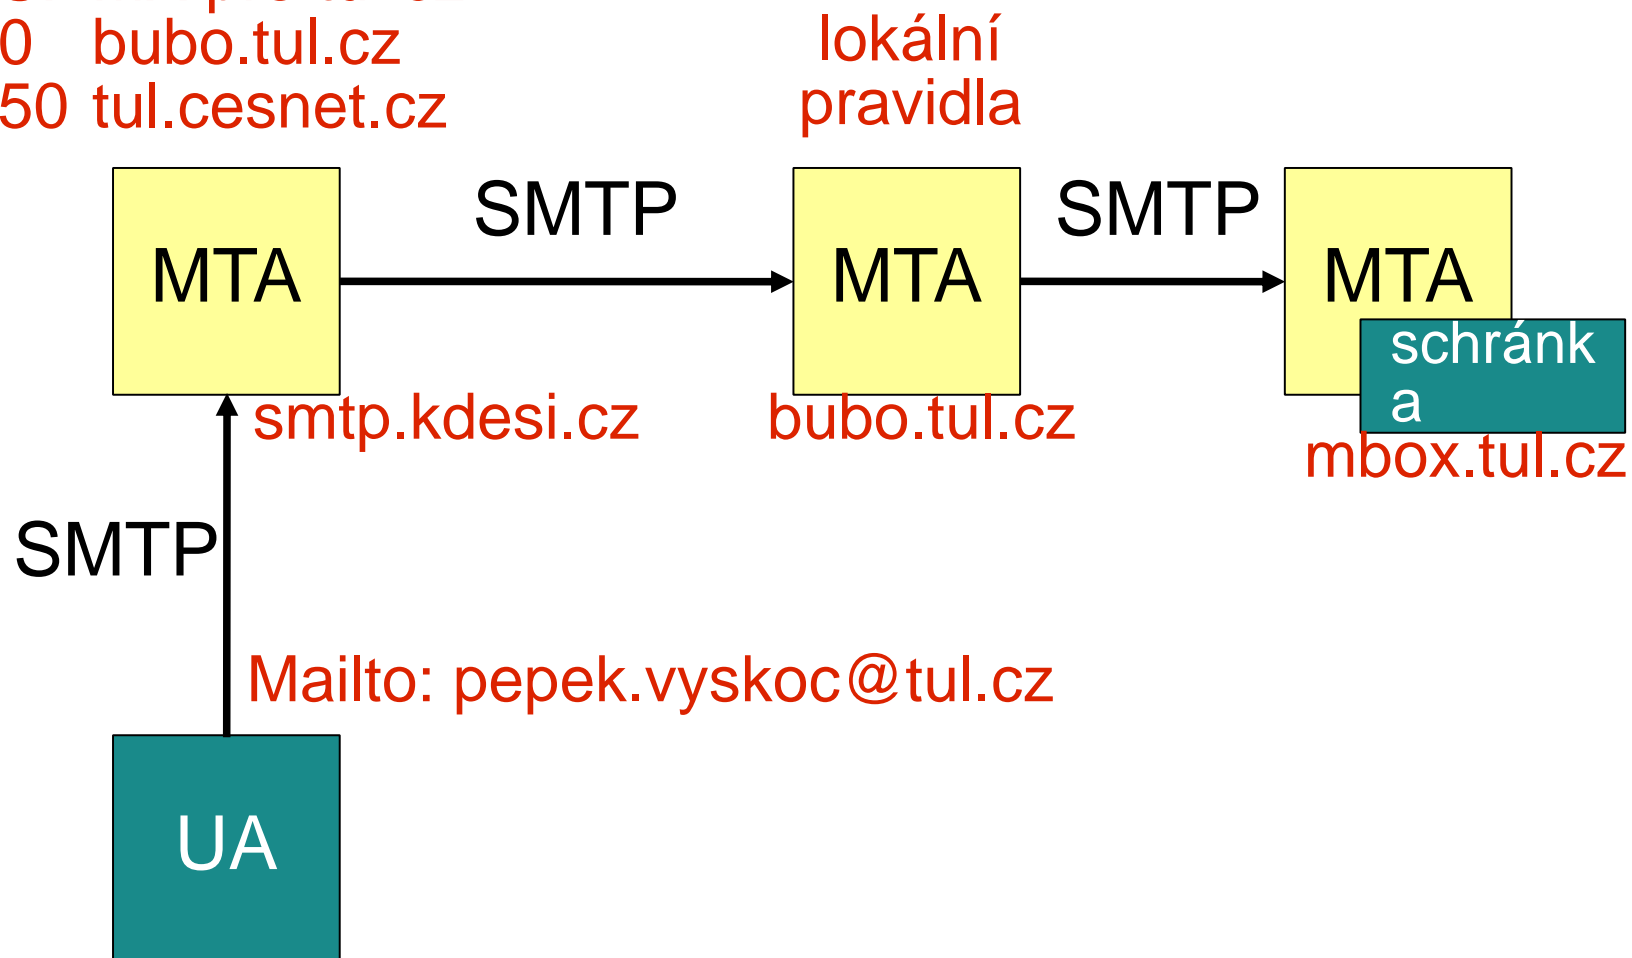 0 bubo.tul.cz
50 tul.cesnet.cz
lokální
pravidla
SMTP
SMTP
MTA
MTA
MTA
schránk
a
smtp.kdesi.cz
bubo.tul.cz
mbox.tul.cz
SMTP
Mailto: pepek.vyskoc@tul.cz
UA